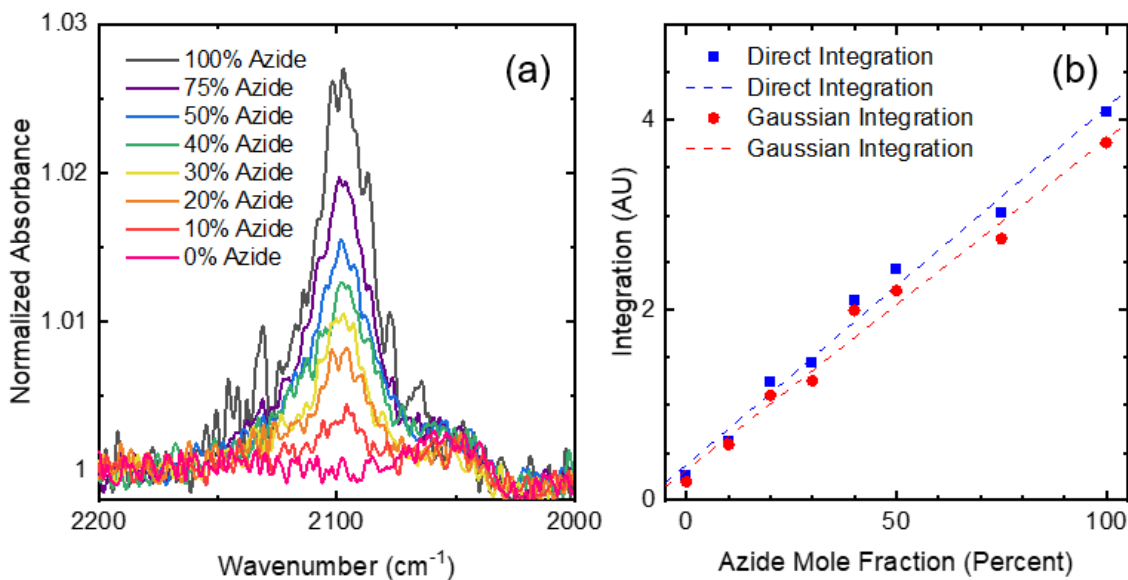 1.03
1.02
1.01
1
Normalized Absorbance
100% Azide
75% Azide
50% Azide
40% Azide
30% Azide
20% Azide
10% Azide
0% Azide
(a)
2200
2100
2000
Wavenumber (cm⁻¹)
4
2
0
Integration (AU)
Direct Integration
Direct Integration
Gaussian Integration
Gaussian Integration
(b)
0
50
100
Azide Mole Fraction (Percent)